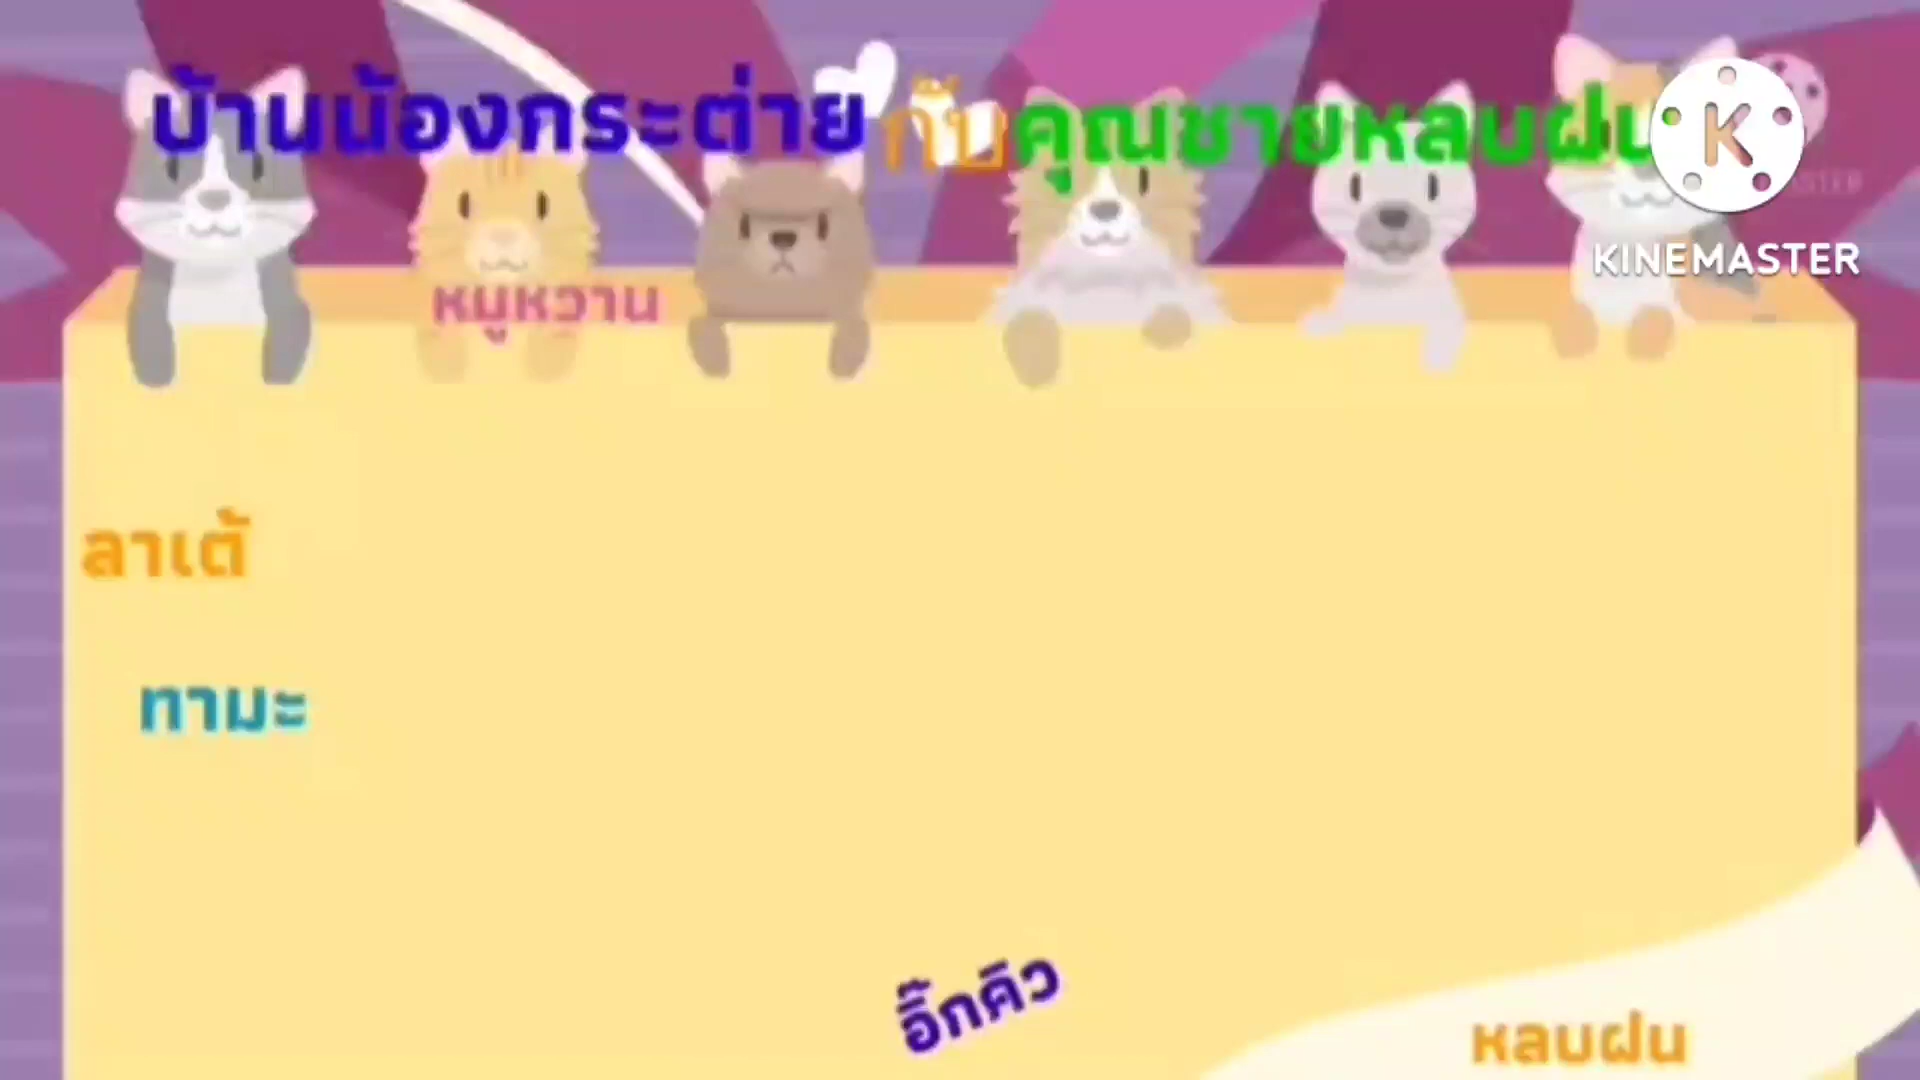 บ้านน้องกระต่าย กับ คุณชายหลบฝน
KINEMASTER
หมูหวาน
ลาเต้
ทามะ
อิ๊กคิว
หลบฝน